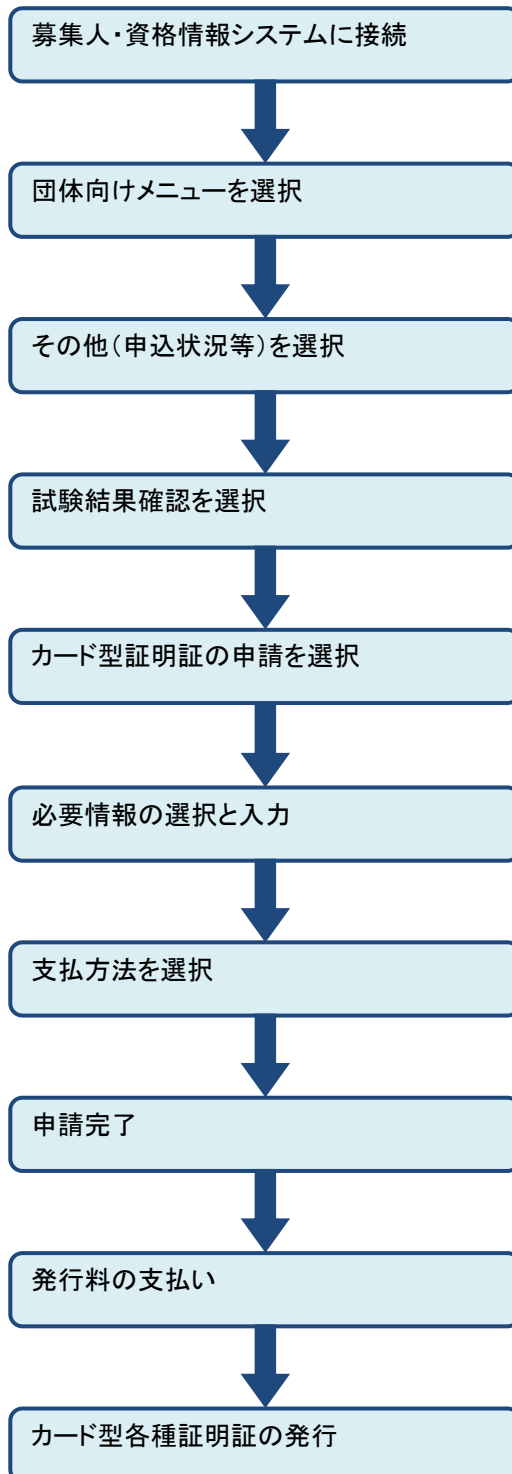 募集人・資格情報システムに接続
団体向けメニューを選択
その他（申込状況等）を選択
試験結果確認を選択
カード型証明証の申請を選択
必要情報の選択と入力
支払方法を選択
申請完了
発行料の支払い
カード型各種証明証の発行